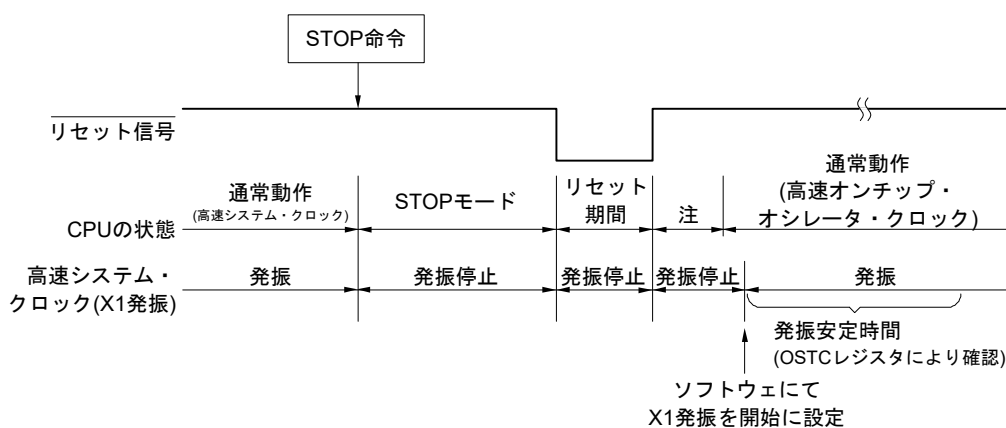 STOP命令
リセット信号
CPUの状態
通常動作
(高速システム・クロック)
STOPモード
リセット
期間
注
通常動作
(高速オンチップ・
オシレータ・クロック)
高速システム・
クロック(X1発振)
発振
発振停止
発振停止
発振停止
発振
発振安定時間
(OSTCレジスタにより確認)
ソフトウェにて
X1発振を開始に設定